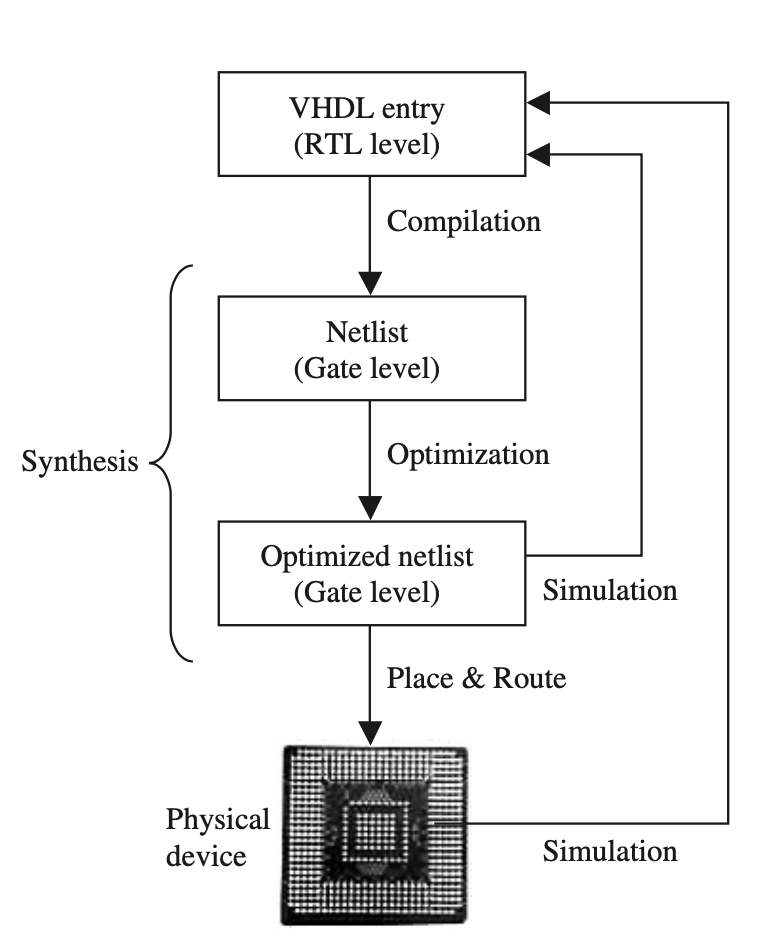 VHDL entry
(RTL level)
Compilation
Netlist
(Gate level)
Synthesis
Optimization
Optimized netlist
(Gate level)
Simulation
Place & Route
Physical
device
Simulation